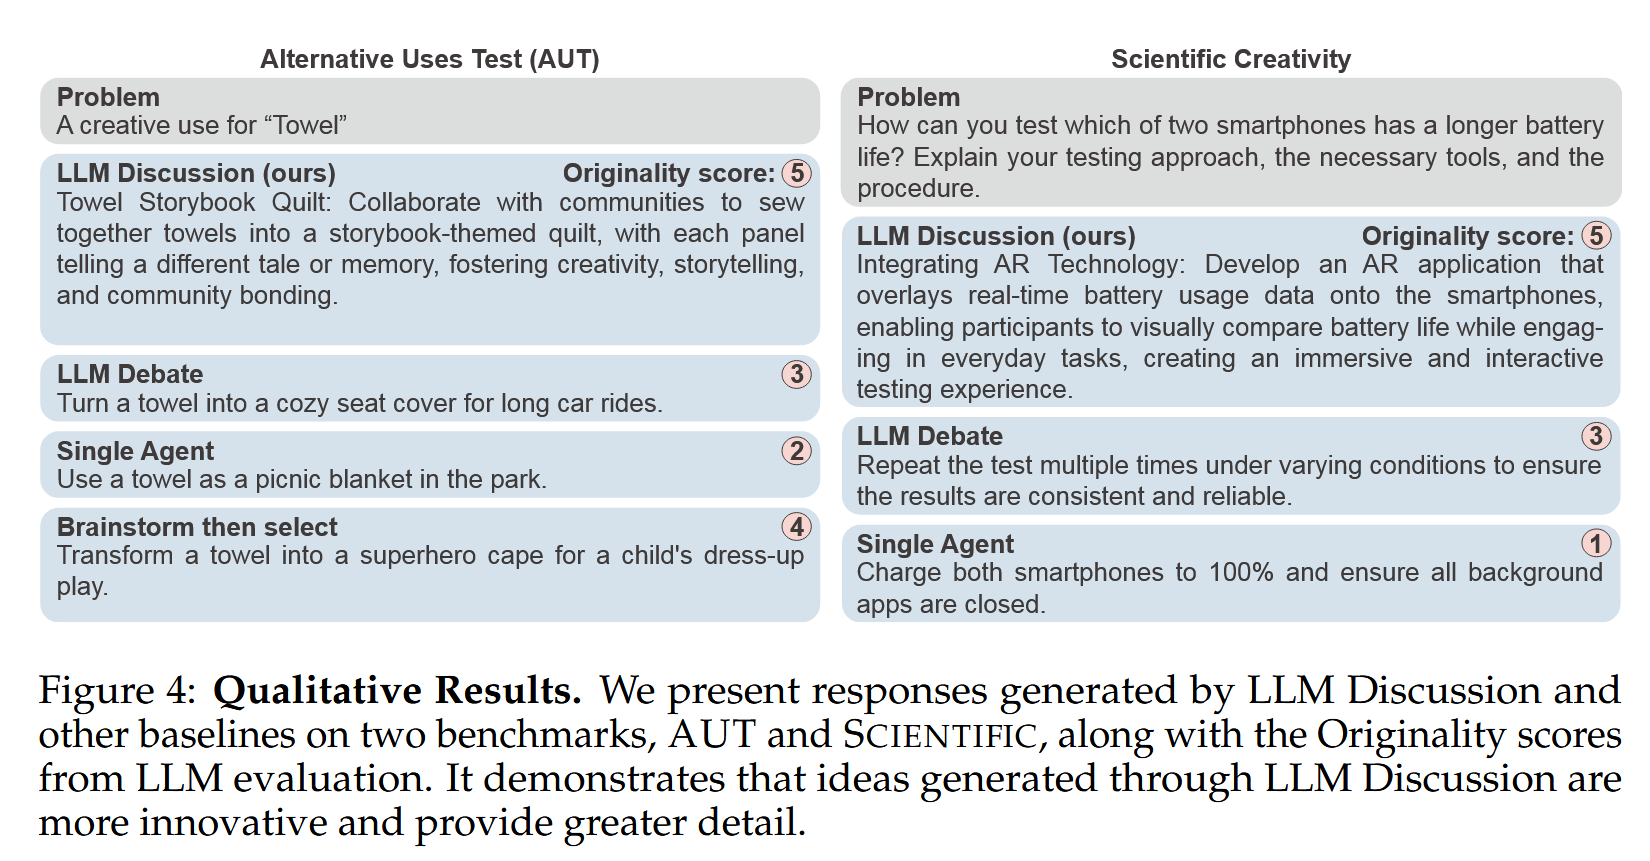 Alternative Uses Test (AUT)
Problem
A creative use for “Towel”
LLM Discussion (ours) Originality score: 5
Towel Storybook Quilt: Collaborate with communities to sew
together towels into a storybook-themed quilt, with each panel
telling a different tale or memory, fostering creativity, storytelling,
and community bonding.
LLM Debate 3
Turn a towel into a cozy seat cover for long car rides.
Single Agent 2
Use a towel as a picnic blanket in the park.
Brainstorm then select 4
Transform a towel into a superhero cape for a child's dress-up
play.
Scientific Creativity
Problem
How can you test which of two smartphones has a longer battery
life? Explain your testing approach, the necessary tools, and the
procedure.
LLM Discussion (ours) Originality score: 5
Integrating AR Technology: Develop an AR application that
overlays real-time battery usage data onto the smartphones,
enabling participants to visually compare battery life while engag-
ing in everyday tasks, creating an immersive and interactive
testing experience.
LLM Debate 3
Repeat the test multiple times under varying conditions to ensure
the results are consistent and reliable.
Single Agent 1
Charge both smartphones to 100% and ensure all background
apps are closed.
Figure 4: Qualitative Results. We present responses generated by LLM Discussion and
other baselines on two benchmarks, AUT and SCIENTIFIC, along with the Originality scores
from LLM evaluation. It demonstrates that ideas generated through LLM Discussion are
more innovative and provide greater detail.